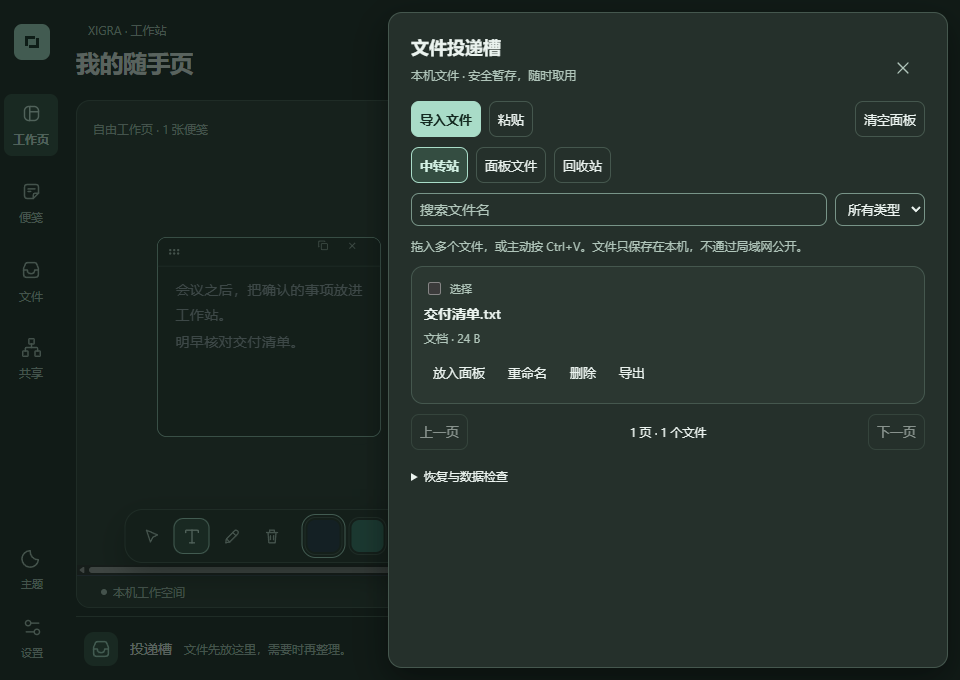 XIGRA · 工作站
我的随手页
工作页
便笺
文件
共享
主题
设置
自由工作页 · 1 张便笺
会议之后，把确认的事项放进
工作站。
明早核对交付清单。
本机工作空间
投递槽 文件先放这里，需要时再整理。
文件投递槽
本机文件 · 安全暂存，随时取用
导入文件 粘贴 清空面板
中转站 面板文件 回收站
搜索文件名 所有类型
拖入多个文件，或主动按 Ctrl+V。文件只保存在本机，不通过局域网公开。
选择
交付清单.txt
文档 · 24 B
放入面板 重命名 删除 导出
上一页 1 页 · 1 个文件 下一页
恢复与数据检查